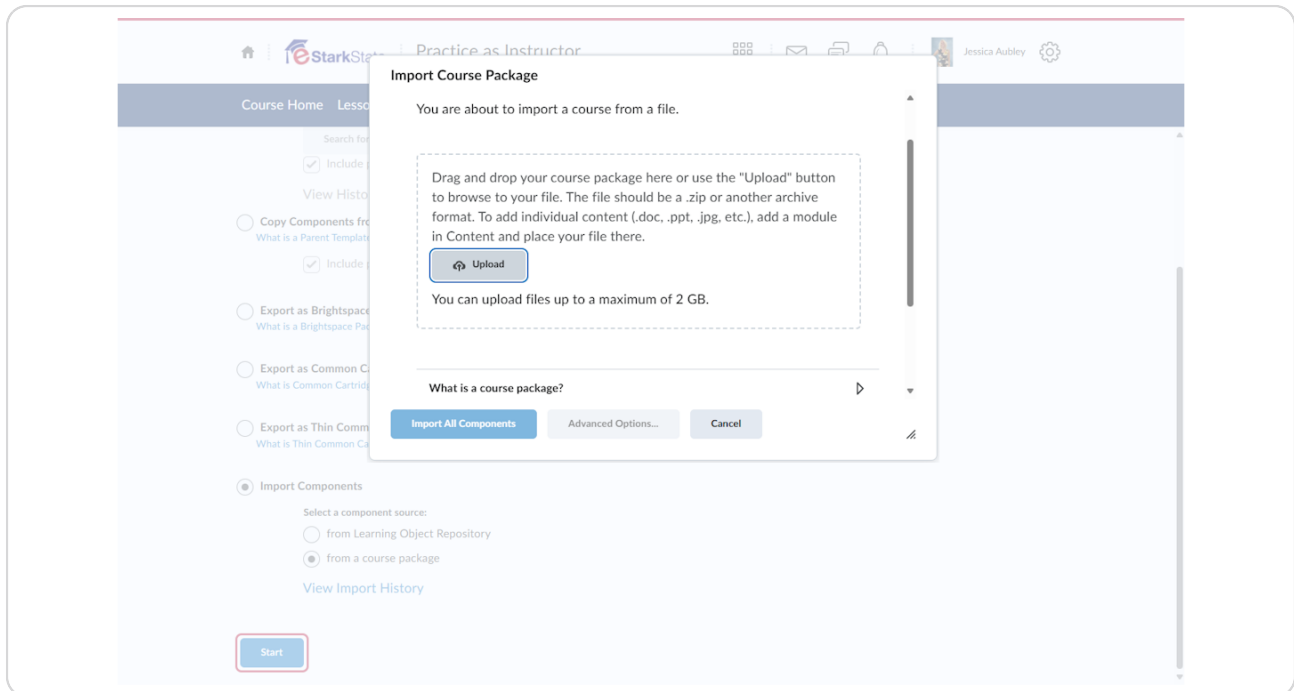 eStarkSta
Practice as Instructor
Jessica Aubley
Course Home Lesso
Import Course Package
You are about to import a course from a file.
Drag and drop your course package here or use the "Upload" button
to browse to your file. The file should be a .zip or another archive
format. To add individual content (.doc, .ppt, .jpg, etc.), add a module
in Content and place your file there.
Upload
You can upload files up to a maximum of 2 GB.
What is a course package?
Import All Components
Advanced Options...
Cancel
Search for
Include
View Histo
Copy Components fro
What is a Parent Template
Include
Export as Brightspace
What is a Brightspace Pac
Export as Common C
What is Common Cartridg
Export as Thin Comm
What is Thin Common Ca
Import Components
Select a component source:
from Learning Object Repository
from a course package
View Import History
Start